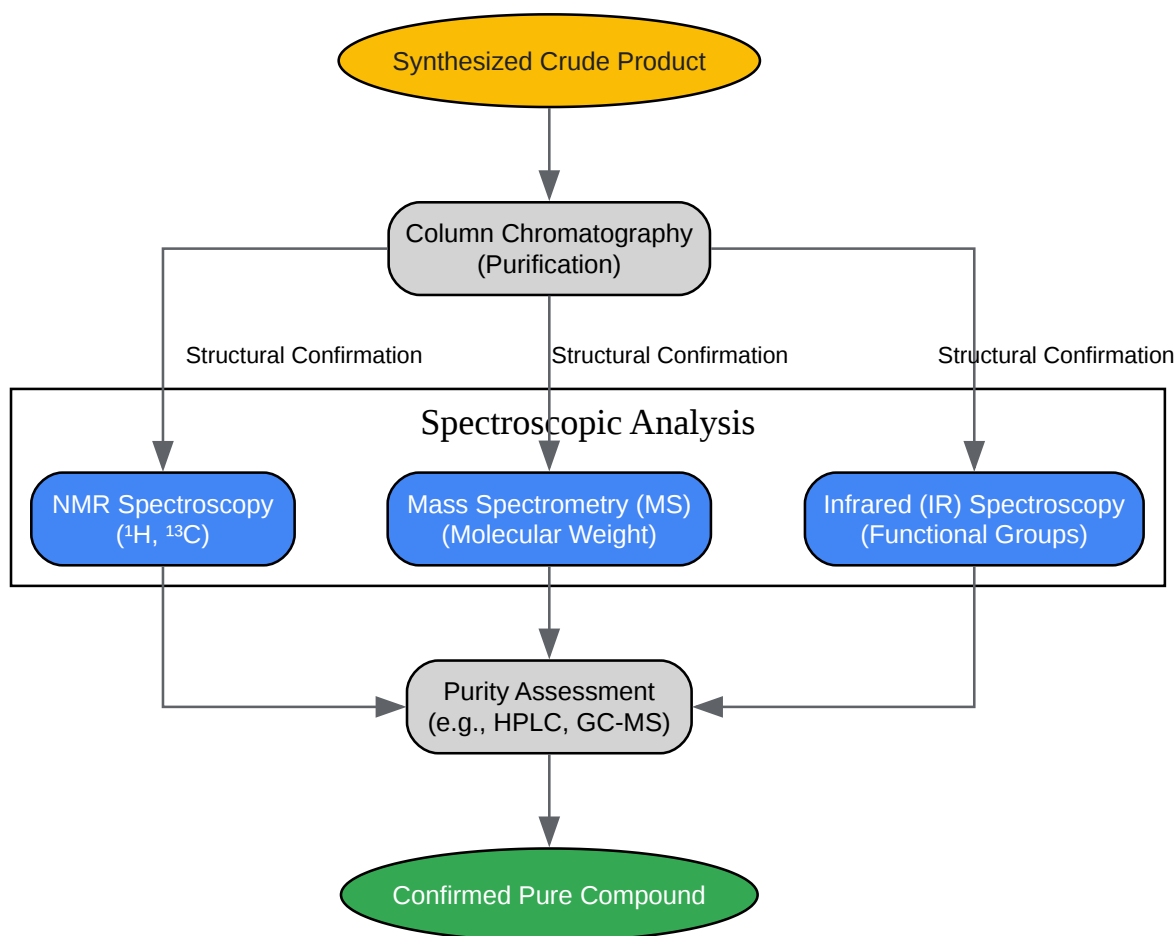 Synthesized Crude Product
Column Chromatography
(Purification)
Structural Confirmation
Structural Confirmation
Structural Confirmation
Spectroscopic Analysis
NMR Spectroscopy
(¹H, ¹³C)
Mass Spectrometry (MS)
(Molecular Weight)
Infrared (IR) Spectroscopy
(Functional Groups)
Purity Assessment
(e.g., HPLC, GC-MS)
Confirmed Pure Compound